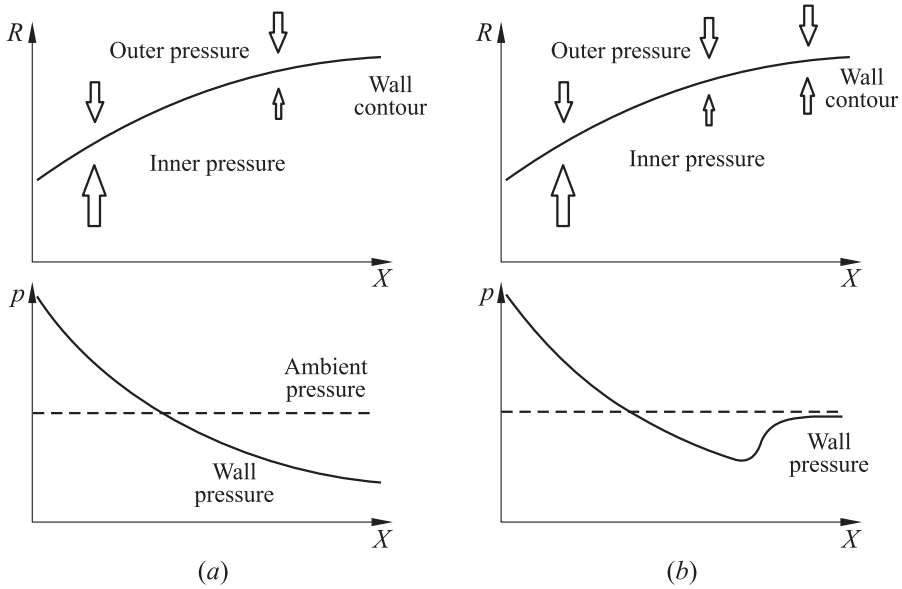 R
Outer pressure
Wall
contour
Inner pressure
X
p
Ambient
pressure
Wall
pressure
X
(a)
R
Outer pressure
Wall
contour
Inner pressure
X
p
Wall
pressure
X
(b)